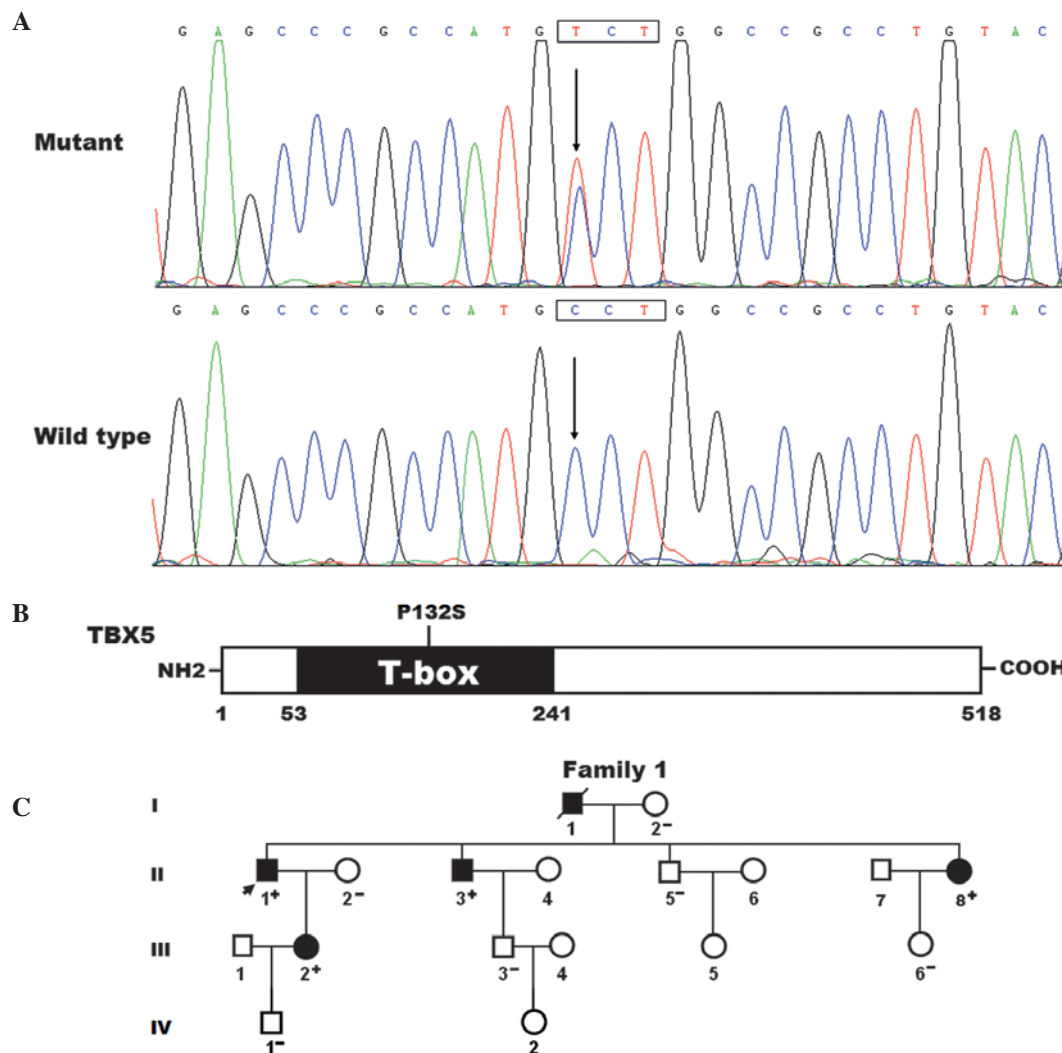 A
G A G C C C G C C A T G T C T G G C C G C C T G T A C
Mutant
G A G C C C G C C A T G C C T G G C C G C C T G T A C
Wild type
B
P132S
TBX5
NH2 T-box COOH
1 53 241 518
C
Family 1
I
1 2−
II
1+ 2− 3+ 4 5− 6 7 8+
III
1 2+ 3− 4 5 6−
IV
1− 2